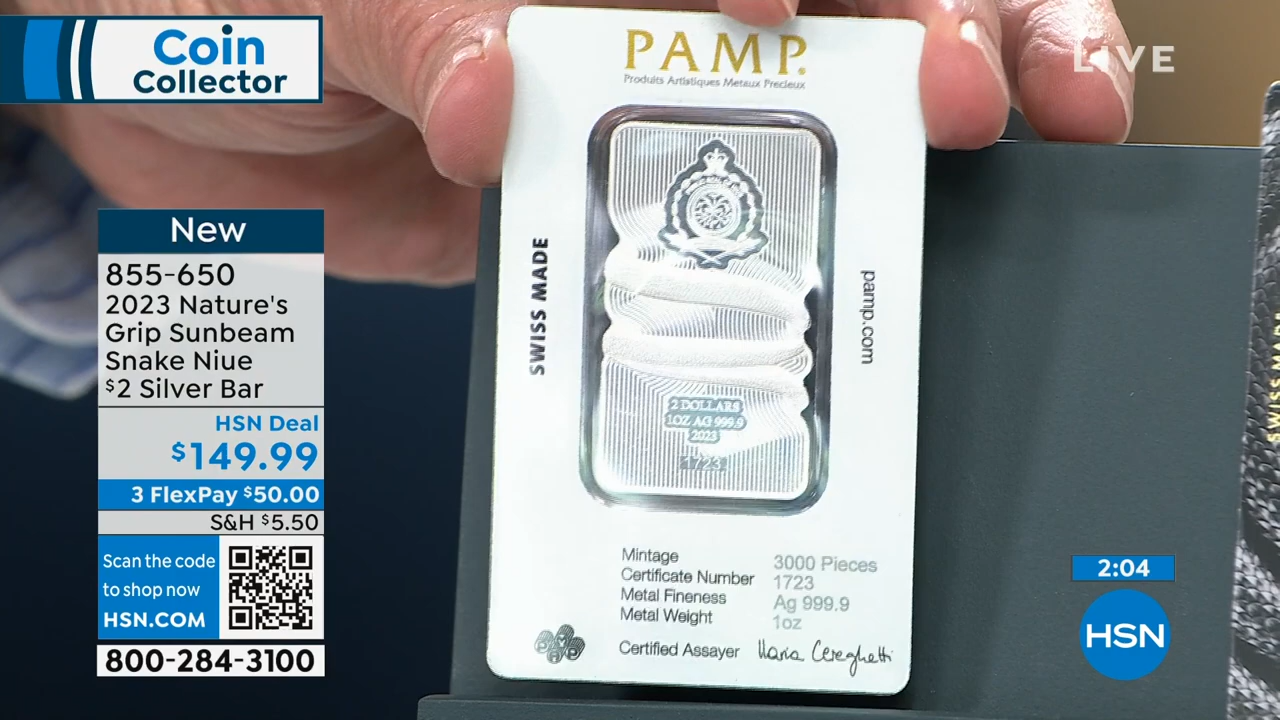 Coin
Collector
LIVE
New
855-650
2023 Nature's
Grip Sunbeam
Snake Niue
$2 Silver Bar
HSN Deal
$149.99
3 FlexPay $50.00
S&H $5.50
Scan the code
to shop now
HSN.COM
800-284-3100
PAMP.
Produits Artistiques Metaux Precieux
SWISS MADE
pamp.com
2 DOLLARS
1OZ AG 999.9
2023
1723
Mintage 3000 Pieces
Certificate Number 1723
Metal Fineness Ag 999.9
Metal Weight 1oz
Certified Assayer
2:04
HSN